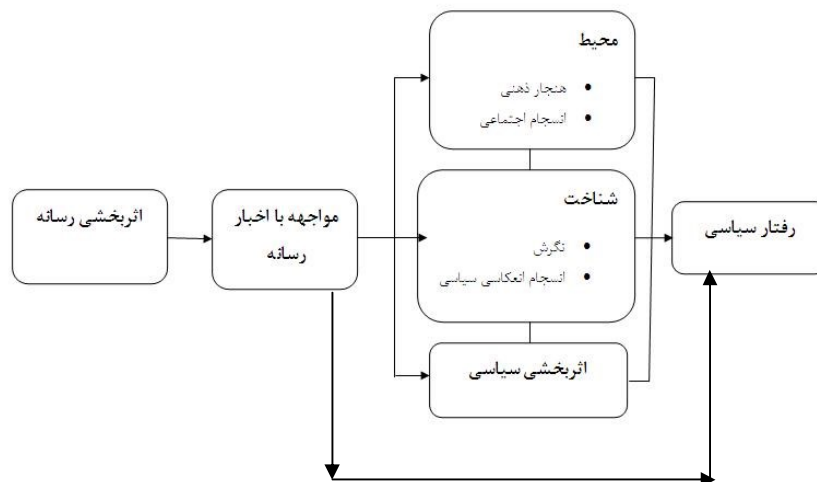 محیط
• هنجار ذهنی
• انسجام اجتماعی
اثربخشی رسانه
مواجهه با اخبار
رسانه
شناخت
• نگرش
• انسجام انعکاسی سیاسی
رفتار سیاسی
اثربخشی سیاسی